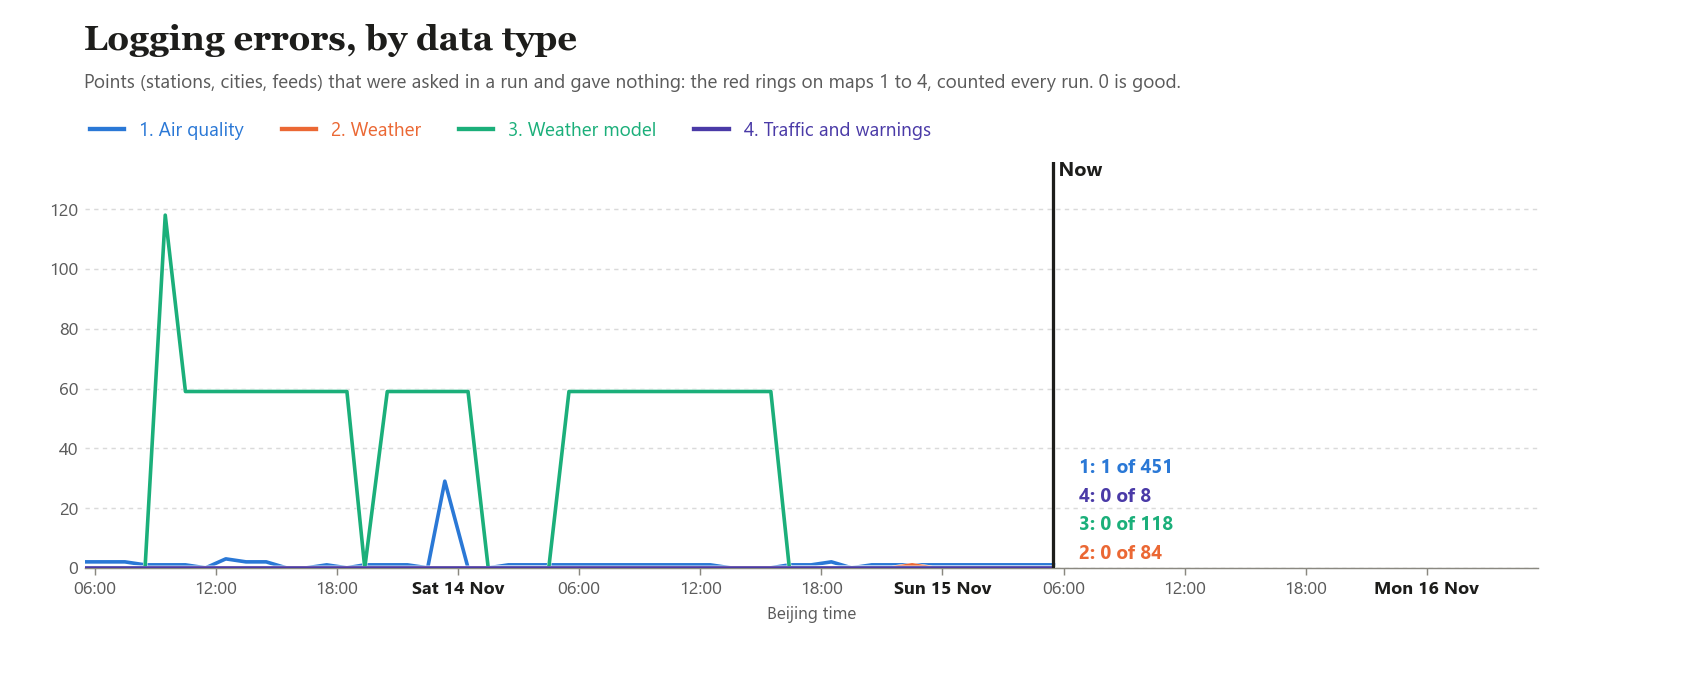 Logging errors, by data type
Points (stations, cities, feeds) that were asked in a run and gave nothing: the red rings on maps 1 to 4, counted every run. 0 is good.
1. Air quality 2. Weather 3. Weather model 4. Traffic and warnings
Now
120
100
80
60
40
20
0
1: 1 of 451
4: 0 of 8
3: 0 of 118
2: 0 of 84
06:00 12:00 18:00 Sat 14 Nov 06:00 12:00 18:00 Sun 15 Nov 06:00 12:00 18:00 Mon 16 Nov
Beijing time